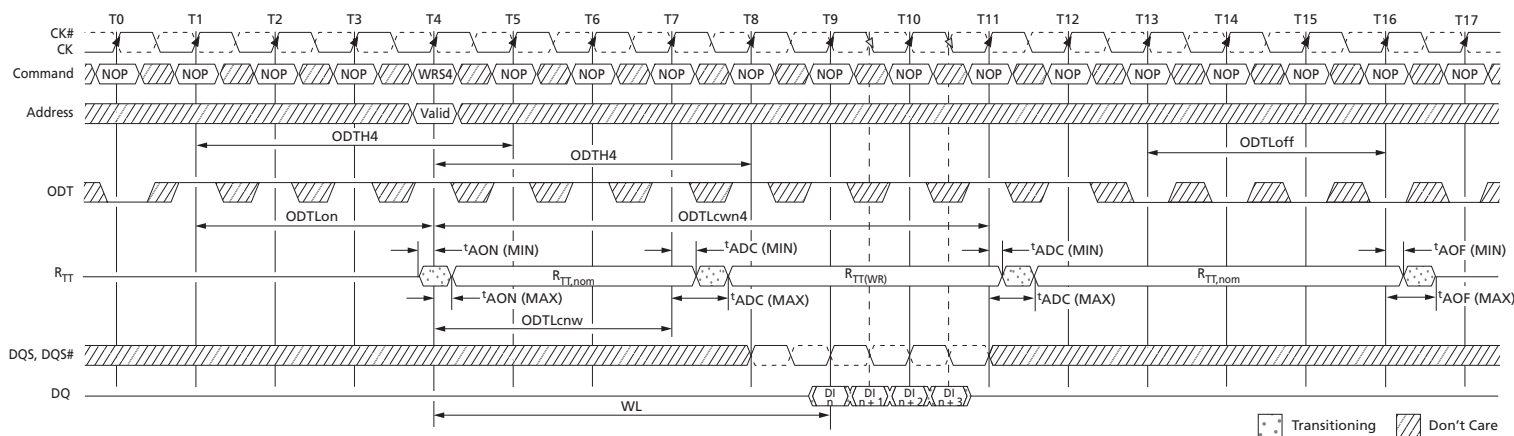 T0 T1 T2 T3 T4 T5 T6 T7 T8 T9 T10 T11 T12 T13 T14 T15 T16 T17
CK#
CK
Command NOP NOP NOP NOP WRS4 NOP NOP NOP NOP NOP NOP NOP NOP NOP NOP NOP NOP NOP
Address Valid
ODTH4 ODTLoff
ODTH4
ODT
ODTLon ODTLcwn4
tAON (MIN) tADC (MIN) tADC (MIN) tAOF (MIN)
RTT RTT,nom RTT(WR) RTT,nom
tAON (MAX) tADC (MAX) tADC (MAX) tAOF (MAX)
ODTLcnw
DQS, DQS#
DQ DI n DI n + 1 DI n + 2 DI n + 3
WL
Transitioning Don't Care